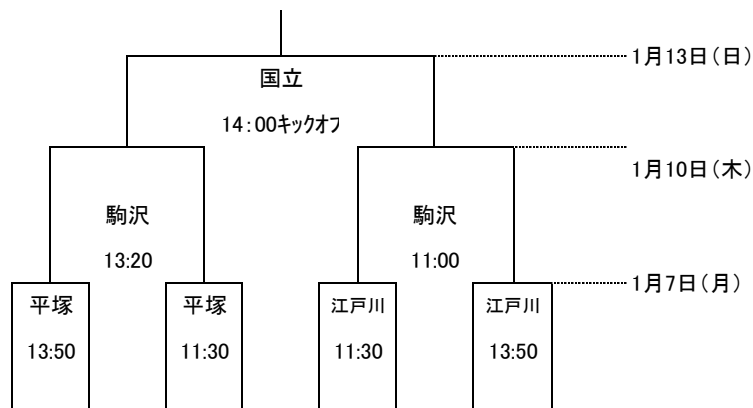 1月13日(日)
国立
14:00キックオフ
1月10日(木)
駒沢 駒沢
13:20 11:00
1月7日(月)
平塚 平塚 江戸川 江戸川
13:50 11:30 11:30 13:50